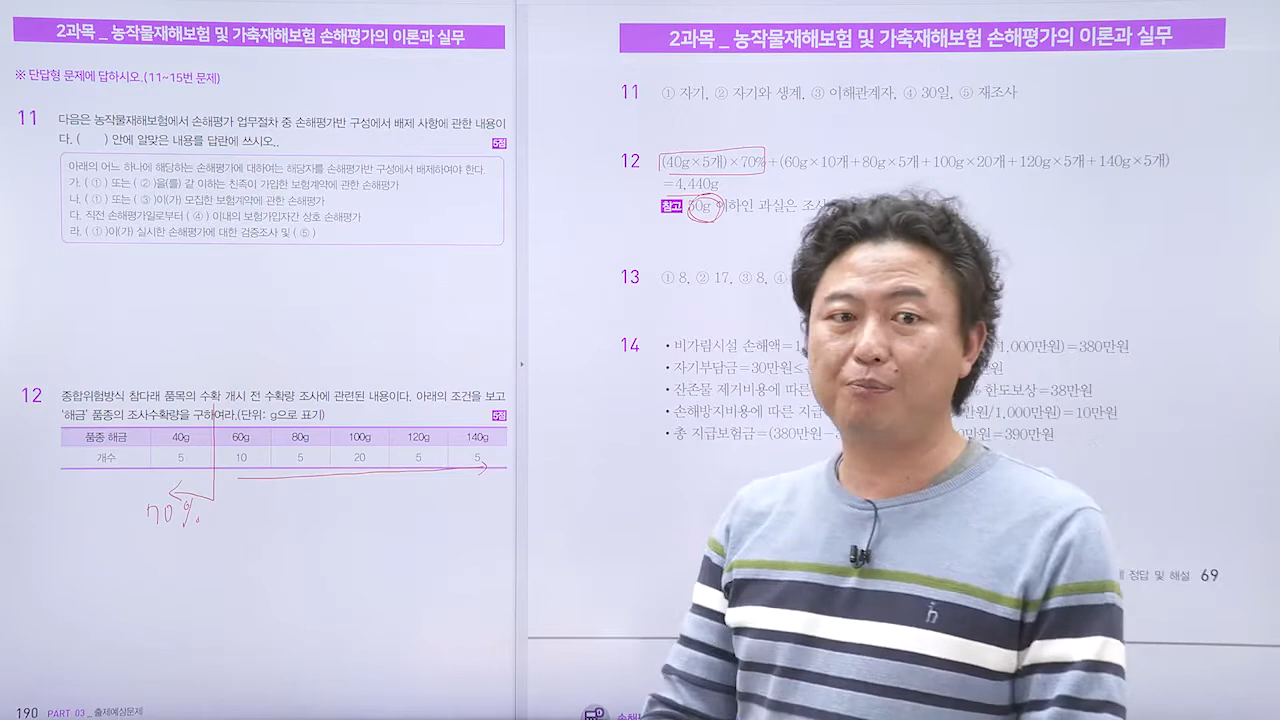 2과목 _ 농작물재해보험 및 가축재해보험 손해평가의 이론과 실무
※ 단답형 문제에 답하시오.(11~15번 문제)
11 다음은 농작물재해보험에서 손해평가 업무절차 중 손해평가반 구성에서 배제 사항에 관한 내용이
다. ( ) 안에 알맞은 내용을 답란에 쓰시오.. 5점
아래의 어느 하나에 해당하는 손해평가에 대하여는 해당자를 손해평가반 구성에서 배제하여야 한다.
가. ( ① ) 또는 ( ② )을(를) 같이 하는 친족이 가입한 보험계약에 관한 손해평가
나. ( ① ) 또는 ( ③ )이(가) 모집한 보험계약에 관한 손해평가
다. 직전 손해평가일로부터 ( ④ ) 이내의 보험가입자간 상호 손해평가
라. ( ① )이(가) 실시한 손해평가에 대한 검증조사 및 ( ⑤ )
12 종합위험방식 참다래 품목의 수확 개시 전 수확량 조사에 관련된 내용이다. 아래의 조건을 보고
'해금' 품종의 조사수확량을 구하여라.(단위: g으로 표기) 5점
품종 해금 40g 60g 80g 100g 120g 140g
개수 5 10 5 20 5 5
70%
190 PART 03 _ 출제예상문제
2과목 _ 농작물재해보험 및 가축재해보험 손해평가의 이론과 실무
11 ① 자기, ② 자기와 생계, ③ 이해관계자, ④ 30일, ⑤ 재조사
12 (40g×5개)×70%+(60g×10개+80g×5개+100g×20개+120g×5개+140g×5개)
=4,440g
참고 50g 이하인 과실은 조사
13 ① 8, ② 17, ③ 8, ④
14 • 비가림시설 손해액=1, 1,000만원)=380만원
• 자기부담금=30만원≤ 만원
• 잔존물 제거비용에 따른 한도보상=38만원
• 손해방지비용에 따른 지급 만원/1,000만원)=10만원
• 총 지급보험금=(380만원− 만원=390만원
정답 및 해설 69
h